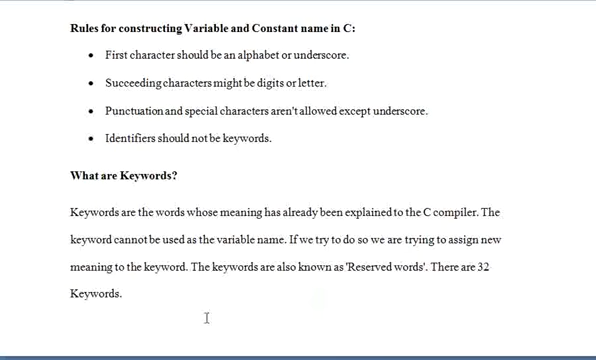 Rules for constructing Variable and Constant name in C:
• First character should be an alphabet or underscore.
• Succeeding characters might be digits or letter.
• Punctuation and special characters aren't allowed except underscore.
• Identifiers should not be keywords.
What are Keywords?
Keywords are the words whose meaning has already been explained to the C compiler. The
keyword cannot be used as the variable name. If we try to do so we are trying to assign new
meaning to the keyword. The keywords are also known as 'Reserved words'. There are 32
Keywords.